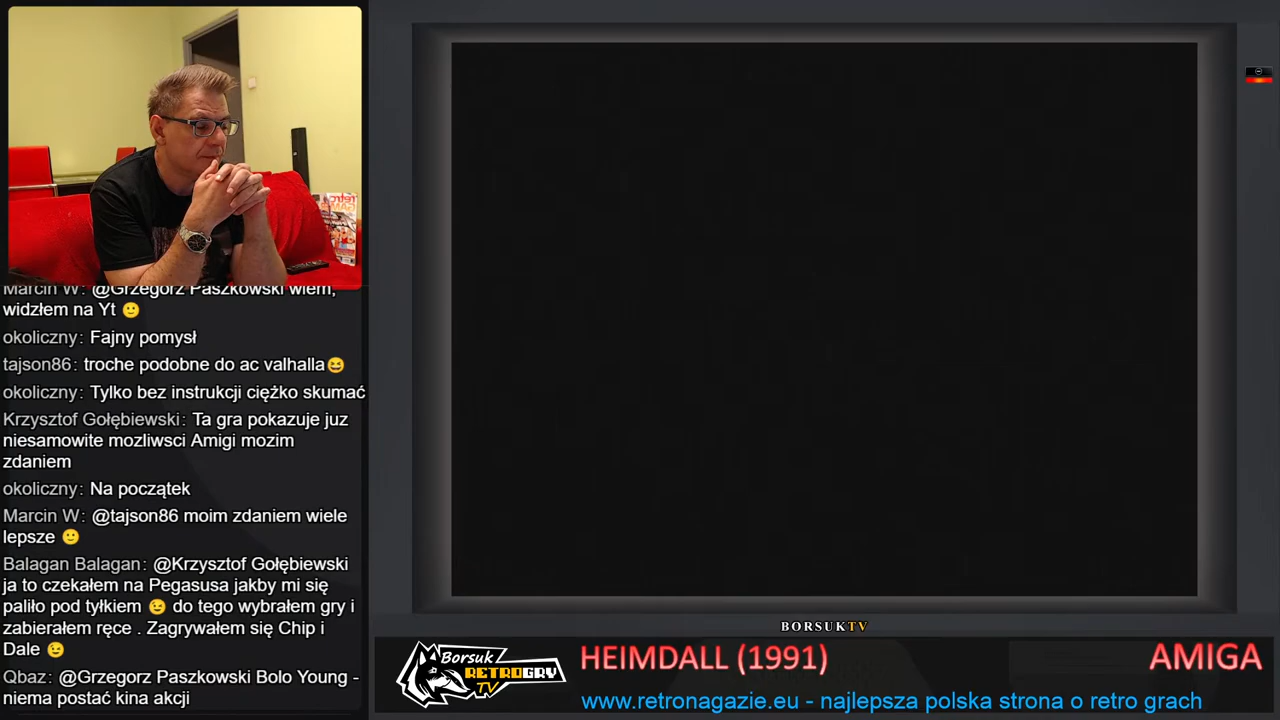 Marcin W: @Grzegorz Paszkowski wiem,
widzłem na Yt 🙂
okoliczny: Fajny pomysł
tajson86: troche podobne do ac valhalla😆
okoliczny: Tylko bez instrukcji ciężko skumać
Krzysztof Gołębiewski: Ta gra pokazuje juz
niesamowite mozliwsci Amigi mozim
zdaniem
okoliczny: Na początek
Marcin W: @tajson86 moim zdaniem wiele
lepsze 🙂
Balagan Balagan: @Krzysztof Gołębiewski
ja to czekałem na Pegasusa jakby mi się
paliło pod tyłkiem 😉 do tego wybrałem gry i
zabierałem ręce . Zagrywałem się Chip i
Dale 😉
Qbaz: @Grzegorz Paszkowski Bolo Young -
niema postać kina akcji
BORSUKTV
Borsuk
RETROGRY
TV
HEIMDALL (1991)
AMIGA
www.retronagazie.eu - najlepsza polska strona o retro grach
retro